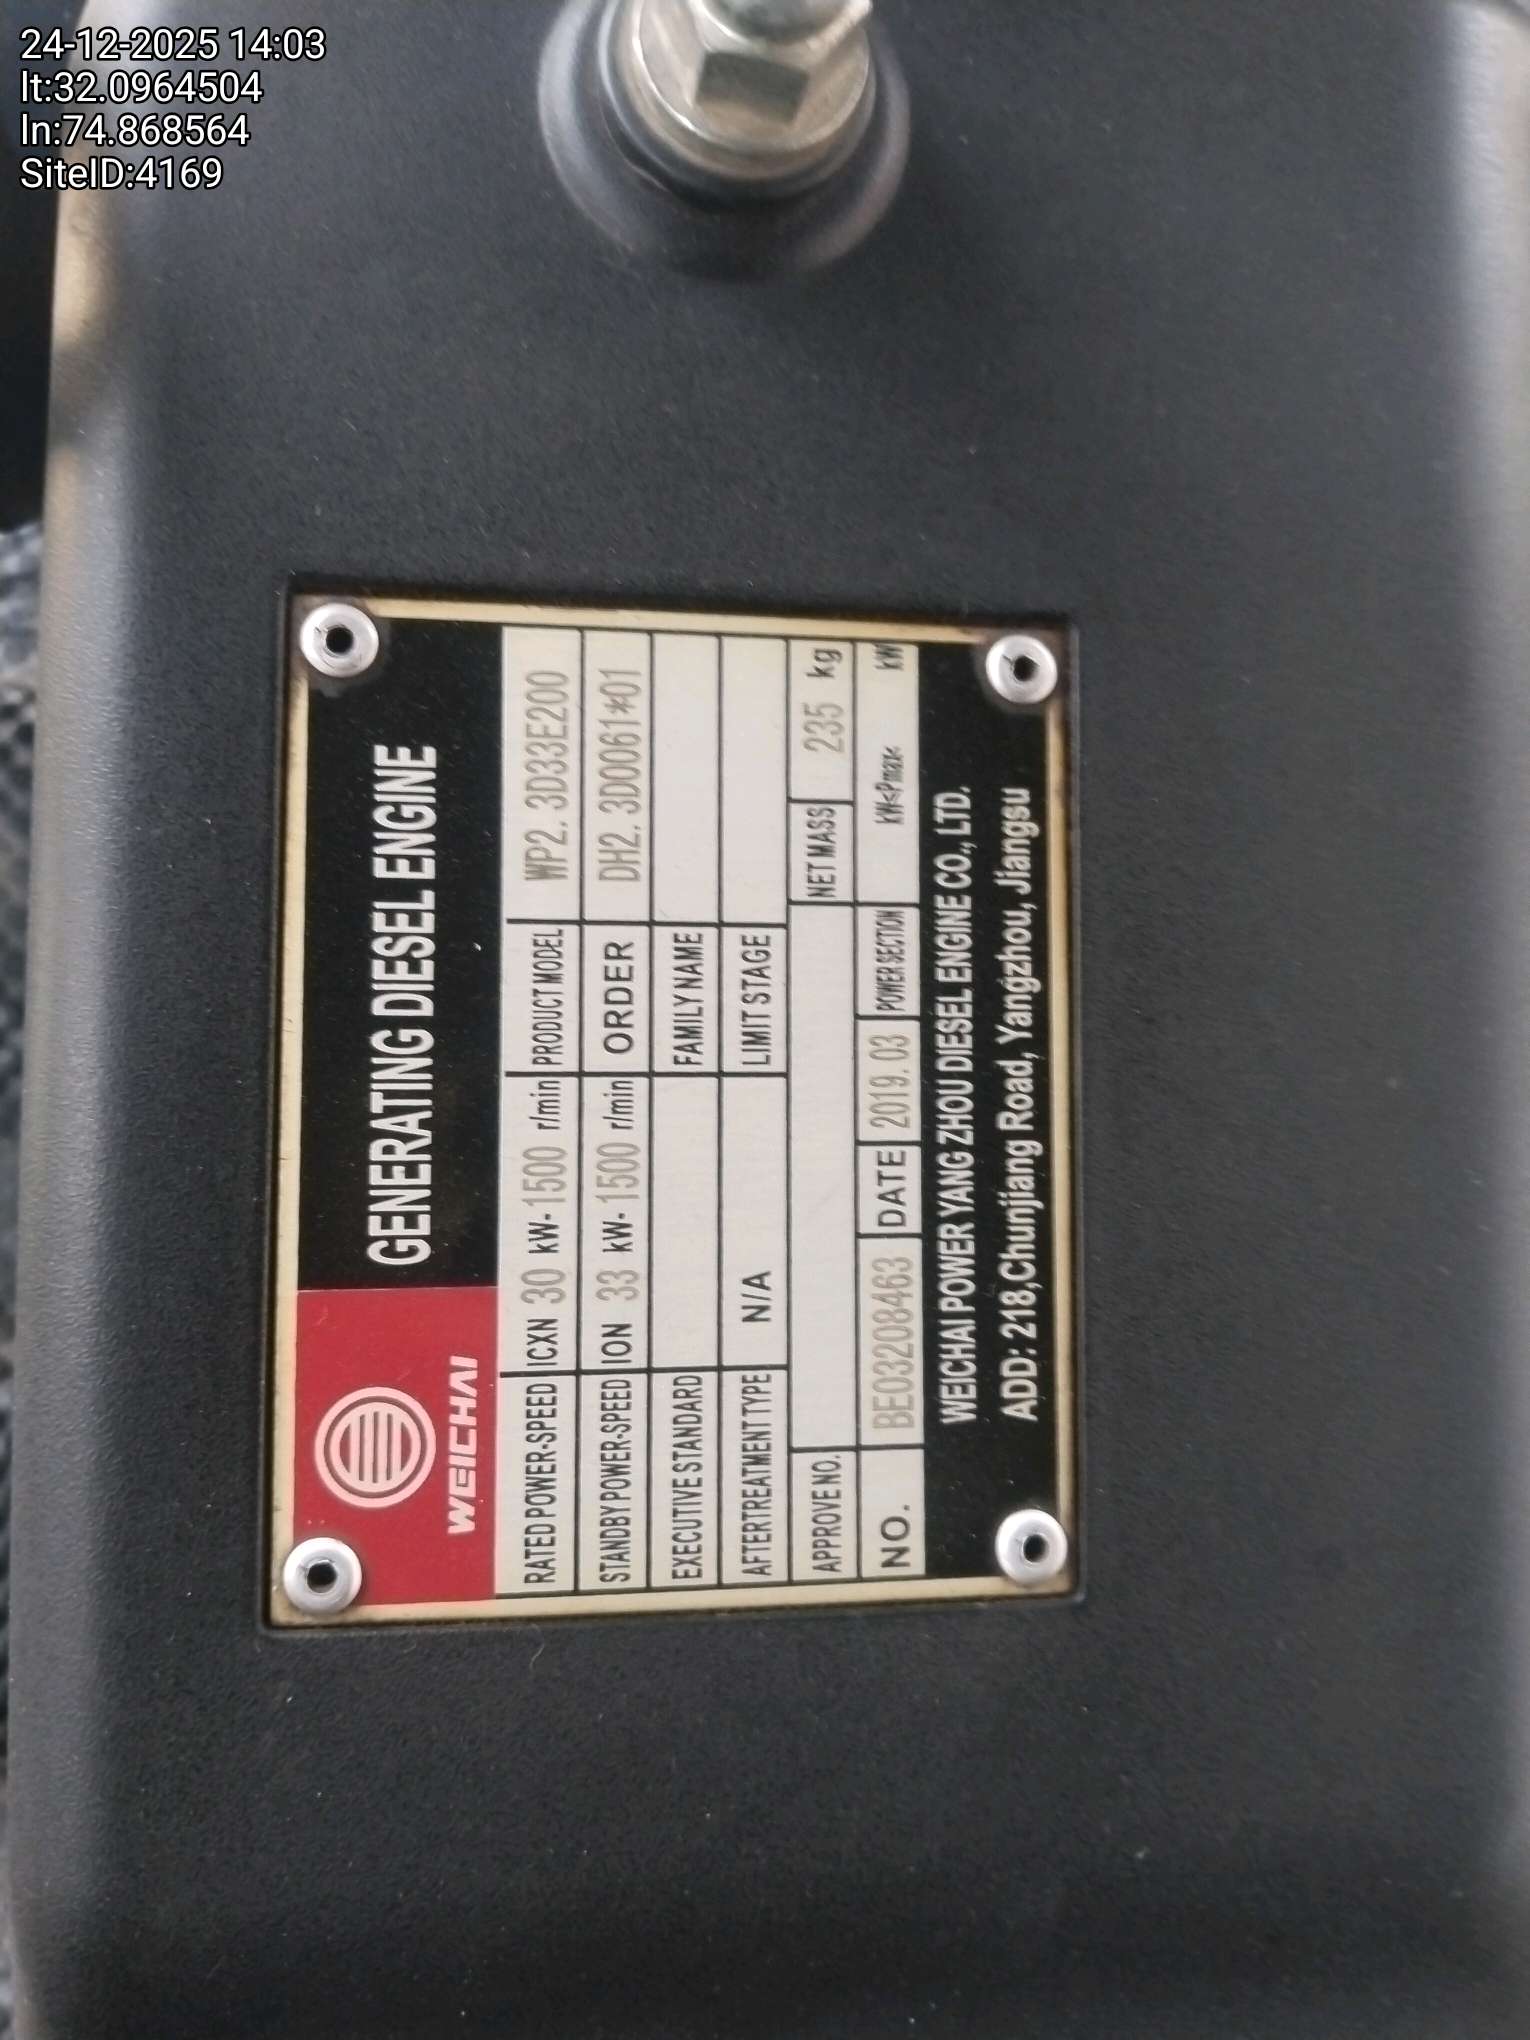 24-12-2025 14:03
lt:32.0964504
ln:74.868564
SiteID:4169
WEICHAI
GENERATING DIESEL ENGINE
RATED POWER-SPEED ICXN 30 kW- 1500 r/min PRODUCT MODEL WP2.3D33E200
STANDBY POWER-SPEED ION 33 kW- 1500 r/min ORDER DH2.3D0061*01
EXECUTIVE STANDARD FAMILY NAME
AFTERTREATMENT TYPE N/A LIMIT STAGE
APPROVE NO. NET MASS 235 kg
NO. BE03208463 DATE 2019.03 POWER SECTION kW≤Pmax< kW
WEICHAI POWER YANG ZHOU DIESEL ENGINE CO., LTD.
ADD: 218,Chunjiang Road, Yangzhou, Jiangsu